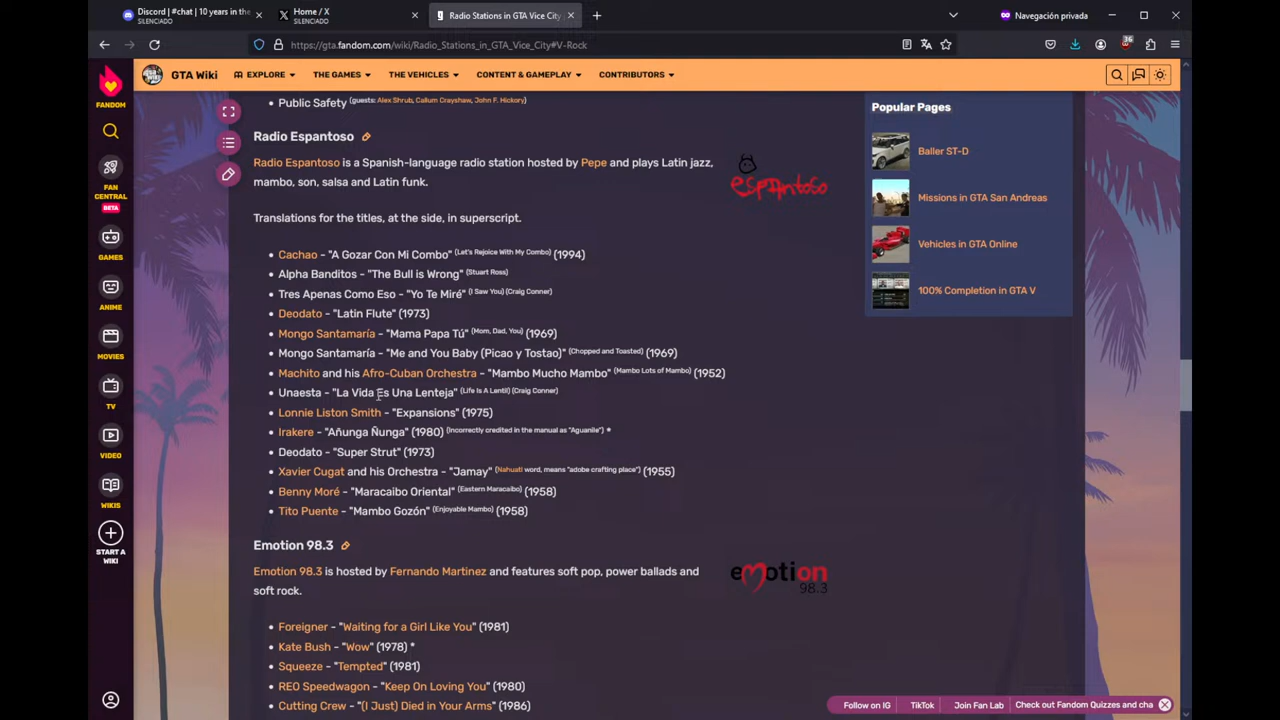 Discord | #chat | 10 years in the
SILENCIADO
Home / X
SILENCIADO
Radio Stations in GTA Vice City
Navegación privada
https://gta.fandom.com/wiki/Radio_Stations_in_GTA_Vice_City#V-Rock
36
FANDOM
GTA Wiki
EXPLORE
THE GAMES
THE VEHICLES
CONTENT & GAMEPLAY
CONTRIBUTORS
FAN CENTRAL
BETA
GAMES
ANIME
MOVIES
TV
VIDEO
WIKIS
START A WIKI
• Public Safety (guests: Alex Shrub, Callum Crayshaw, John F. Hickory)
Radio Espantoso
Radio Espantoso is a Spanish-language radio station hosted by Pepe and plays Latin jazz,
mambo, son, salsa and Latin funk.
espantoso
Translations for the titles, at the side, in superscript.
• Cachao - "A Gozar Con Mi Combo" (Let's Rejoice With My Combo) (1994)
• Alpha Banditos - "The Bull is Wrong" (Stuart Ross)
• Tres Apenas Como Eso - "Yo Te Miré" (I Saw You) (Craig Conner)
• Deodato - "Latin Flute" (1973)
• Mongo Santamaría - "Mama Papa Tú" (Mom, Dad, You) (1969)
• Mongo Santamaría - "Me and You Baby (Picao y Tostao)" (Chopped and Toasted) (1969)
• Machito and his Afro-Cuban Orchestra - "Mambo Mucho Mambo" (Mambo Lots of Mambo) (1952)
• Unaesta - "La Vida Es Una Lenteja" (Life Is A Lentil) (Craig Conner)
• Lonnie Liston Smith - "Expansions" (1975)
• Irakere - "Añunga Ñunga" (1980) (Incorrectly credited in the manual as "Aguanile") *
• Deodato - "Super Strut" (1973)
• Xavier Cugat and his Orchestra - "Jamay" (Nahuatl word, means "adobe crafting place") (1955)
• Benny Moré - "Maracaibo Oriental" (Eastern Maracaibo) (1958)
• Tito Puente - "Mambo Gozón" (Enjoyable Mambo) (1958)
Emotion 98.3
Emotion 98.3 is hosted by Fernando Martinez and features soft pop, power ballads and
soft rock.
emotion
98.3
• Foreigner - "Waiting for a Girl Like You" (1981)
• Kate Bush - "Wow" (1978) *
• Squeeze - "Tempted" (1981)
• REO Speedwagon - "Keep On Loving You" (1980)
• Cutting Crew - "(I Just) Died in Your Arms" (1986)
Popular Pages
Baller ST-D
Missions in GTA San Andreas
Vehicles in GTA Online
100% Completion in GTA V
Follow on IG
TikTok
Join Fan Lab
Check out Fandom Quizzes and cha